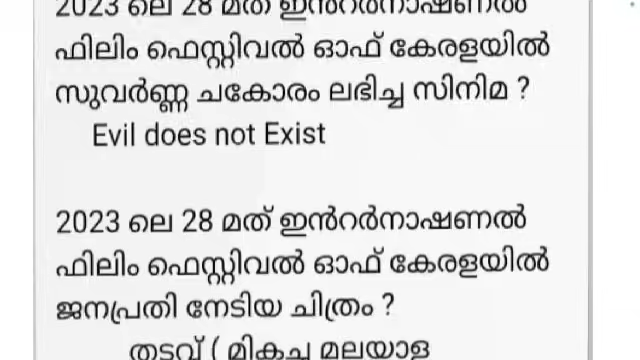 2023 ലെ 28 മത് ഇൻറർനാഷണൽ
ഫിലിം ഫെസ്റ്റിവൽ ഓഫ് കേരളയിൽ
സുവർണ്ണ ചകോരം ലഭിച്ച സിനിമ ?
Evil does not Exist
2023 ലെ 28 മത് ഇൻറർനാഷണൽ
ഫിലിം ഫെസ്റ്റിവൽ ഓഫ് കേരളയിൽ
ജനപ്രതി നേടിയ ചിത്രം ?
തടവ് ( മികച്ച മലയാള